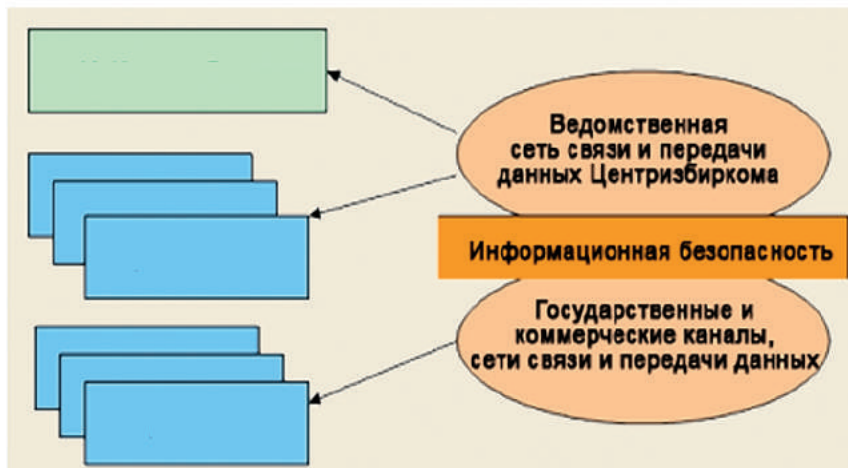 Ведомственная
сеть связи и передачи
данных Центризбиркома
Информационная безопасность
Государственные и
коммерческие каналы,
сети связи и передачи данных